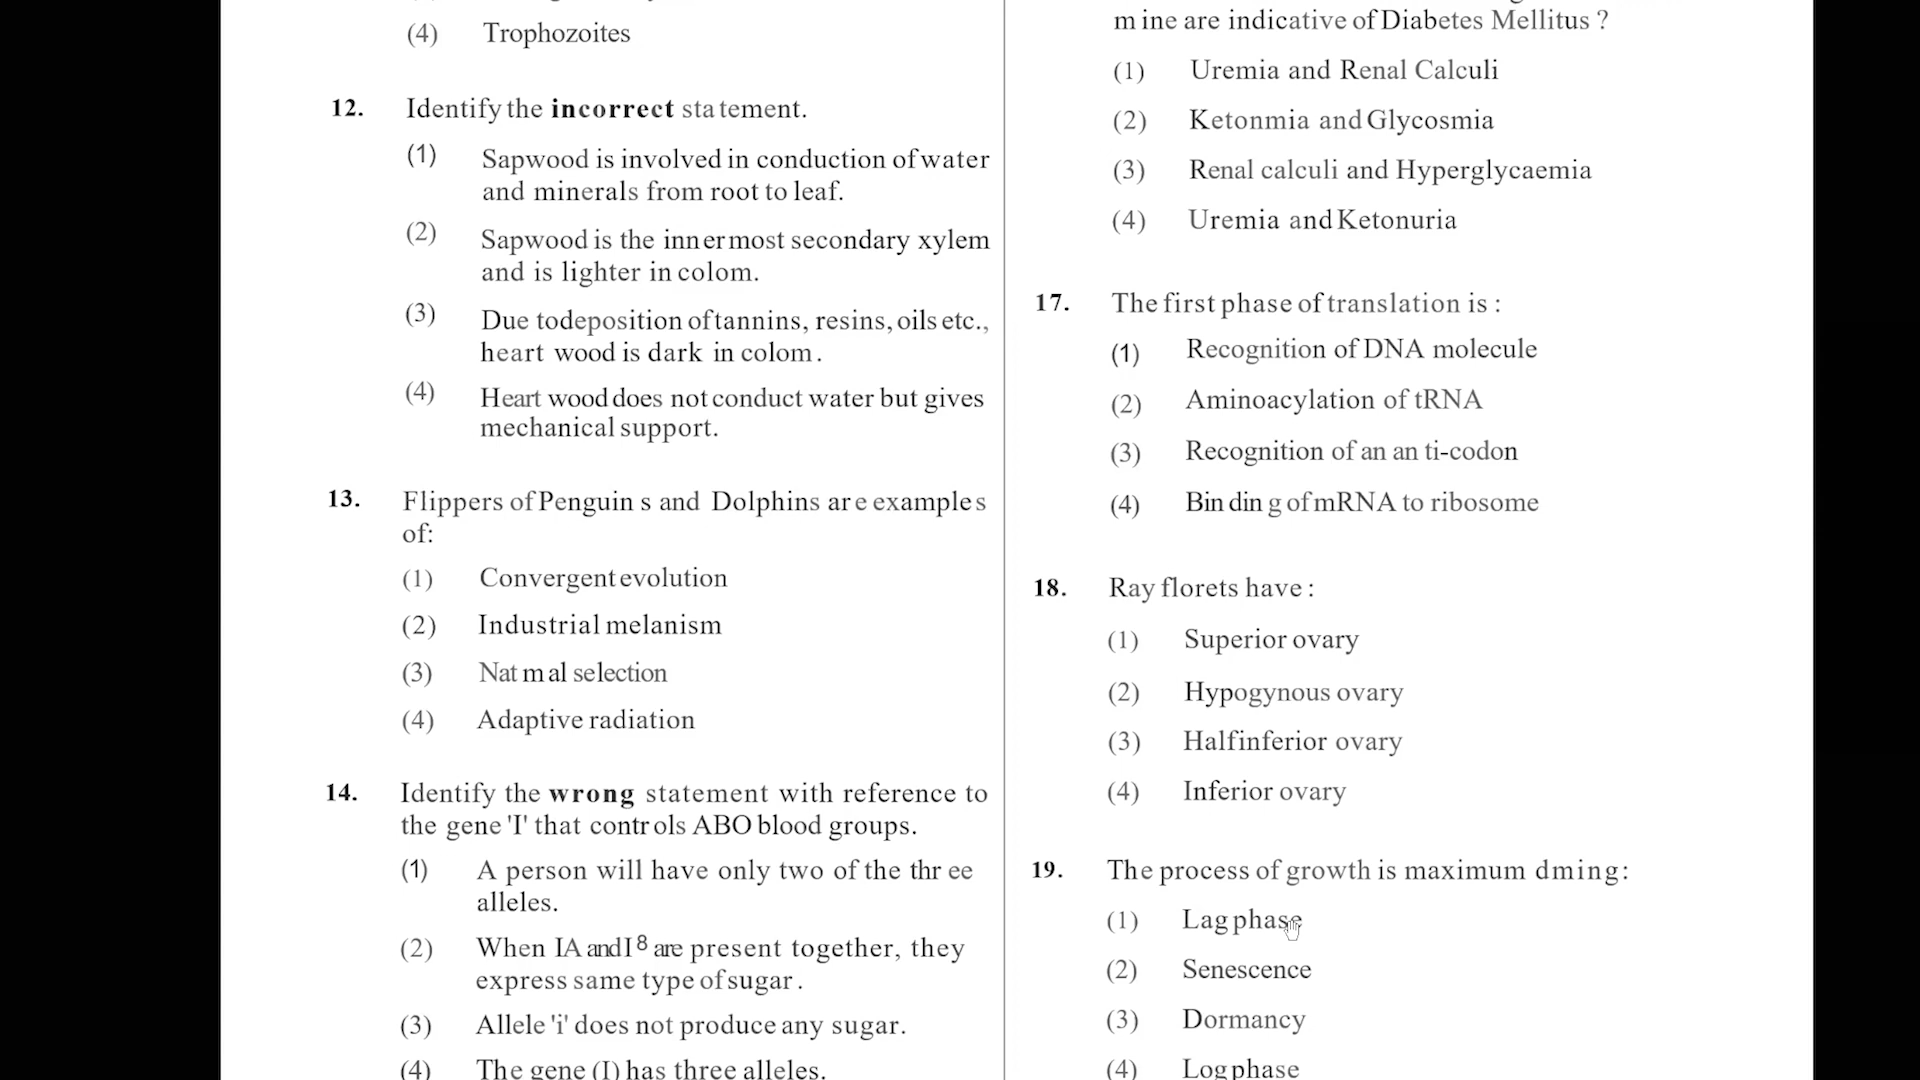 (4) Trophozoites
12. Identify the incorrect statement.
(1) Sapwood is involved in conduction of water
and minerals from root to leaf.
(2) Sapwood is the innermost secondary xylem
and is lighter in colom.
(3) Due todeposition of tannins, resins, oils etc.,
heart wood is dark in colom.
(4) Heart wood does not conduct water but gives
mechanical support.
13. Flippers of Penguin s and Dolphins are examples
of:
(1) Convergent evolution
(2) Industrial melanism
(3) Nat m al selection
(4) Adaptive radiation
14. Identify the wrong statement with reference to
the gene 'I' that controls ABO blood groups.
(1) A person will have only two of the thr ee
alleles.
(2) When IA and I8 are present together, they
express same type of sugar.
(3) Allele 'i' does not produce any sugar.
(4) The gene (I) has three alleles.
m ine are indicative of Diabetes Mellitus ?
(1) Uremia and Renal Calculi
(2) Ketonmia and Glycosmia
(3) Renal calculi and Hyperglycaemia
(4) Uremia and Ketonuria
17. The first phase of translation is :
(1) Recognition of DNA molecule
(2) Aminoacylation of tRNA
(3) Recognition of an an ti-codon
(4) Bin din g of mRNA to ribosome
18. Ray florets have :
(1) Superior ovary
(2) Hypogynous ovary
(3) Half inferior ovary
(4) Inferior ovary
19. The process of growth is maximum dming:
(1) Lag phase
(2) Senescence
(3) Dormancy
(4) Log phase